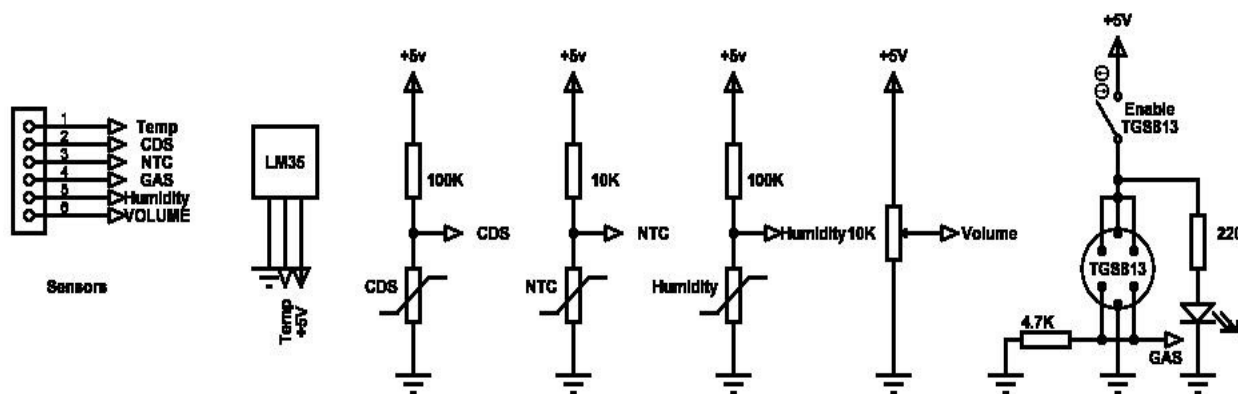 1 Temp
2 CDS
3 NTC
4 GAS
5 Humidity
6 VOLUME
Sensors
LM35
Temp
+5V
+5v
100K
CDS
CDS
+5v
10K
NTC
NTC
+5v
100K
Humidity
Humidity
+5V
10K
Volume
+5V
Enable
TGS813
TGS813
220
4.7K
GAS